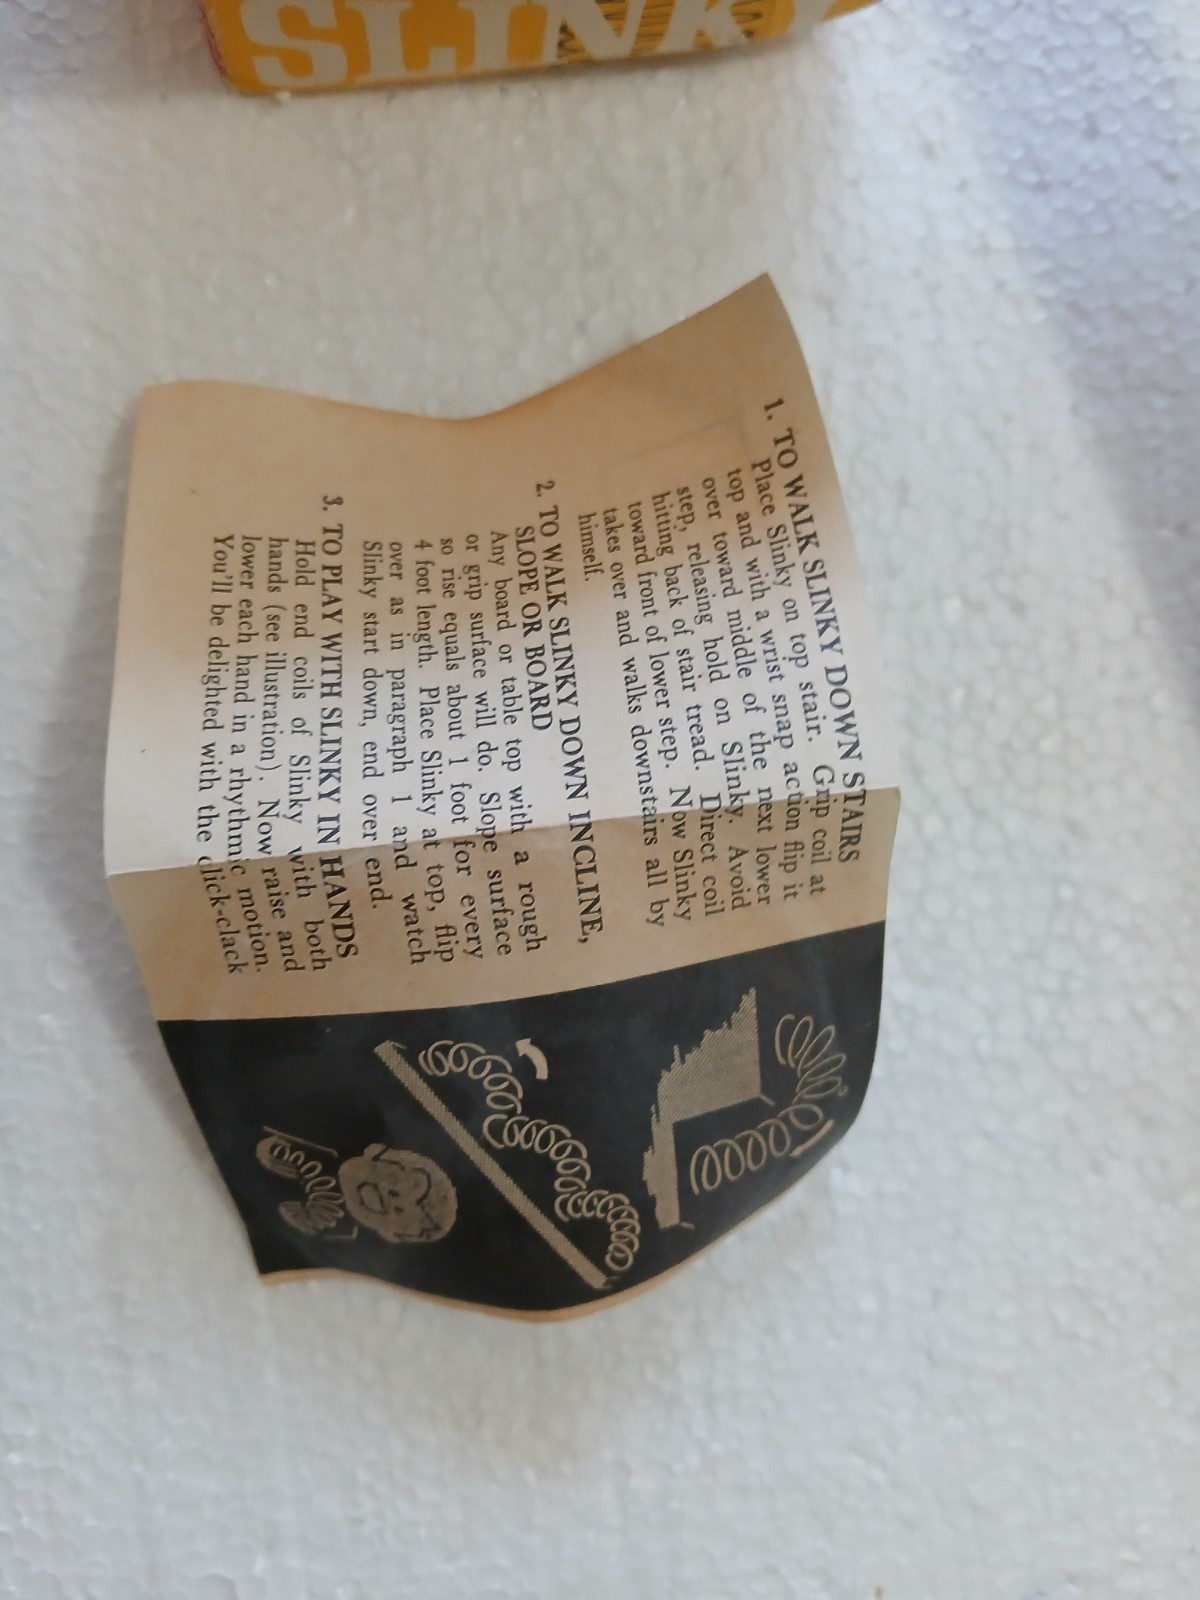 SLINKY
1. TO WALK SLINKY DOWN STAIRS
Place Slinky on top stair. Grip coil at
top and with a wrist snap action flip it
over toward middle of the next lower
step, releasing hold on Slinky. Avoid
hitting back of stair tread. Direct coil
toward front of lower step. Now Slinky
takes over and walks downstairs all by
himself.
2. TO WALK SLINKY DOWN INCLINE,
SLOPE OR BOARD
Any board or table top with a rough
or grip surface will do. Slope surface
so rise equals about 1 foot for every
4 foot length. Place Slinky at top, flip
over as in paragraph 1 and watch
Slinky start down, end over end.
3. TO PLAY WITH SLINKY IN HANDS
Hold end coils of Slinky with both
hands (see illustration). Now raise and
lower each hand in a rhythmic motion.
You'll be delighted with the click-clack